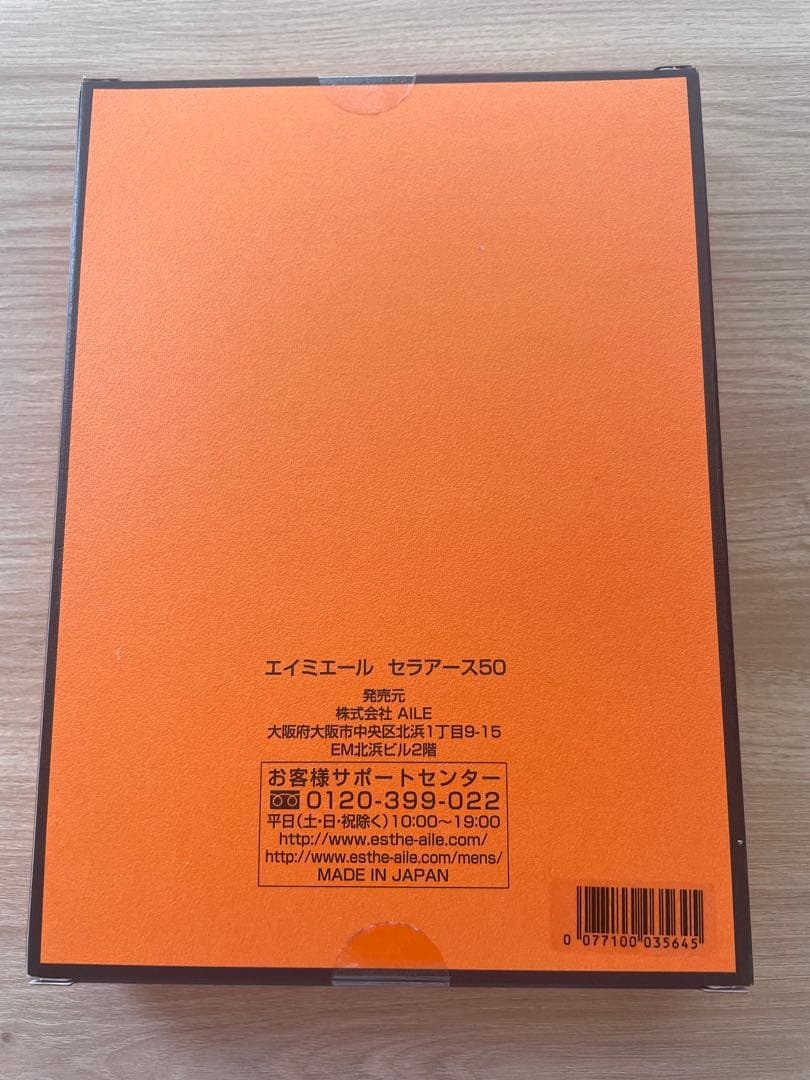 エイミエール セラアース50
発売元
株式会社 AILE
大阪府大阪市中央区北浜1丁目9-15
EM北浜ビル2階
お客様サポートセンター
0120-399-022
平日(土・日・祝除く)10:00〜19:00
http://www.esthe-aile.com/
http://www.esthe-aile.com/mens/
MADE IN JAPAN
0 077100 035645